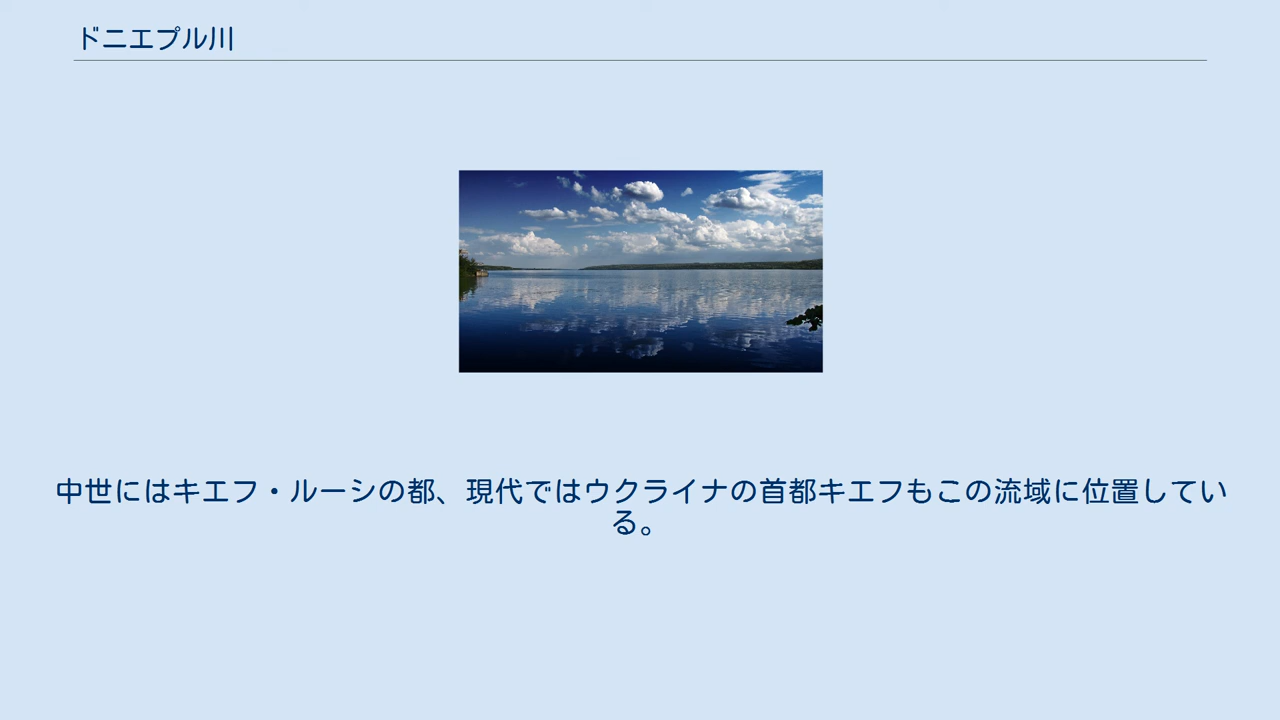 ドニエプル川
中世にはキエフ・ルーシの都、現代ではウクライナの首都キエフもこの流域に位置してい
る。